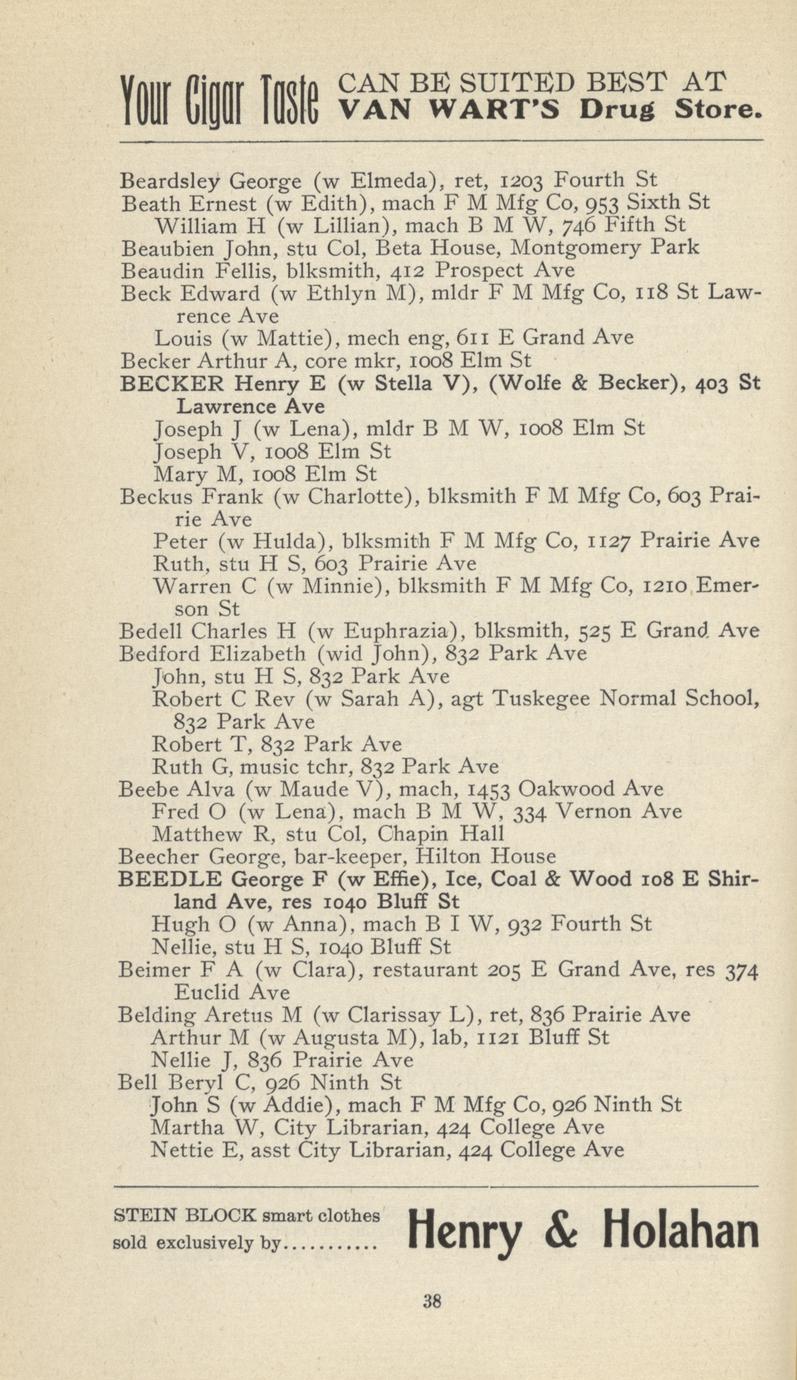 Your Cigar Taste CAN BE SUITED BEST AT
VAN WART'S Drug Store.
Beardsley George (w Elmeda), ret, 1203 Fourth St
Beath Ernest (w Edith), mach F M Mfg Co, 953 Sixth St
William H (w Lillian), mach B M W, 746 Fifth St
Beaubien John, stu Col, Beta House, Montgomery Park
Beaudin Fellis, blksmith, 412 Prospect Ave
Beck Edward (w Ethlyn M), mldr F M Mfg Co, 118 St Law-
rence Ave
Louis (w Mattie), mech eng, 611 E Grand Ave
Becker Arthur A, core mkr, 1008 Elm St
BECKER Henry E (w Stella V), (Wolfe & Becker), 403 St
Lawrence Ave
Joseph J (w Lena), mldr B M W, 1008 Elm St
Joseph V, 1008 Elm St
Mary M, 1008 Elm St
Beckus Frank (w Charlotte), blksmith F M Mfg Co, 603 Prai-
rie Ave
Peter (w Hulda), blksmith F M Mfg Co, 1127 Prairie Ave
Ruth, stu H S, 603 Prairie Ave
Warren C (w Minnie), blksmith F M Mfg Co, 1210 Emer-
son St
Bedell Charles H (w Euphrazia), blksmith, 525 E Grand Ave
Bedford Elizabeth (wid John), 832 Park Ave
John, stu H S, 832 Park Ave
Robert C Rev (w Sarah A), agt Tuskegee Normal School,
832 Park Ave
Robert T, 832 Park Ave
Ruth G, music tchr, 832 Park Ave
Beebe Alva (w Maude V), mach, 1453 Oakwood Ave
Fred O (w Lena), mach B M W, 334 Vernon Ave
Matthew R, stu Col, Chapin Hall
Beecher George, bar-keeper, Hilton House
BEEDLE George F (w Effie), Ice, Coal & Wood 108 E Shir-
land Ave, res 1040 Bluff St
Hugh O (w Anna), mach B I W, 932 Fourth St
Nellie, stu H S, 1040 Bluff St
Beimer F A (w Clara), restaurant 205 E Grand Ave, res 374
Euclid Ave
Belding Aretus M (w Clarissay L), ret, 836 Prairie Ave
Arthur M (w Augusta M), lab, 1121 Bluff St
Nellie J, 836 Prairie Ave
Bell Beryl C, 926 Ninth St
John S (w Addie), mach F M Mfg Co, 926 Ninth St
Martha W, City Librarian, 424 College Ave
Nettie E, asst City Librarian, 424 College Ave
STEIN BLOCK smart clothes
sold exclusively by...........
Henry & Holahan
38